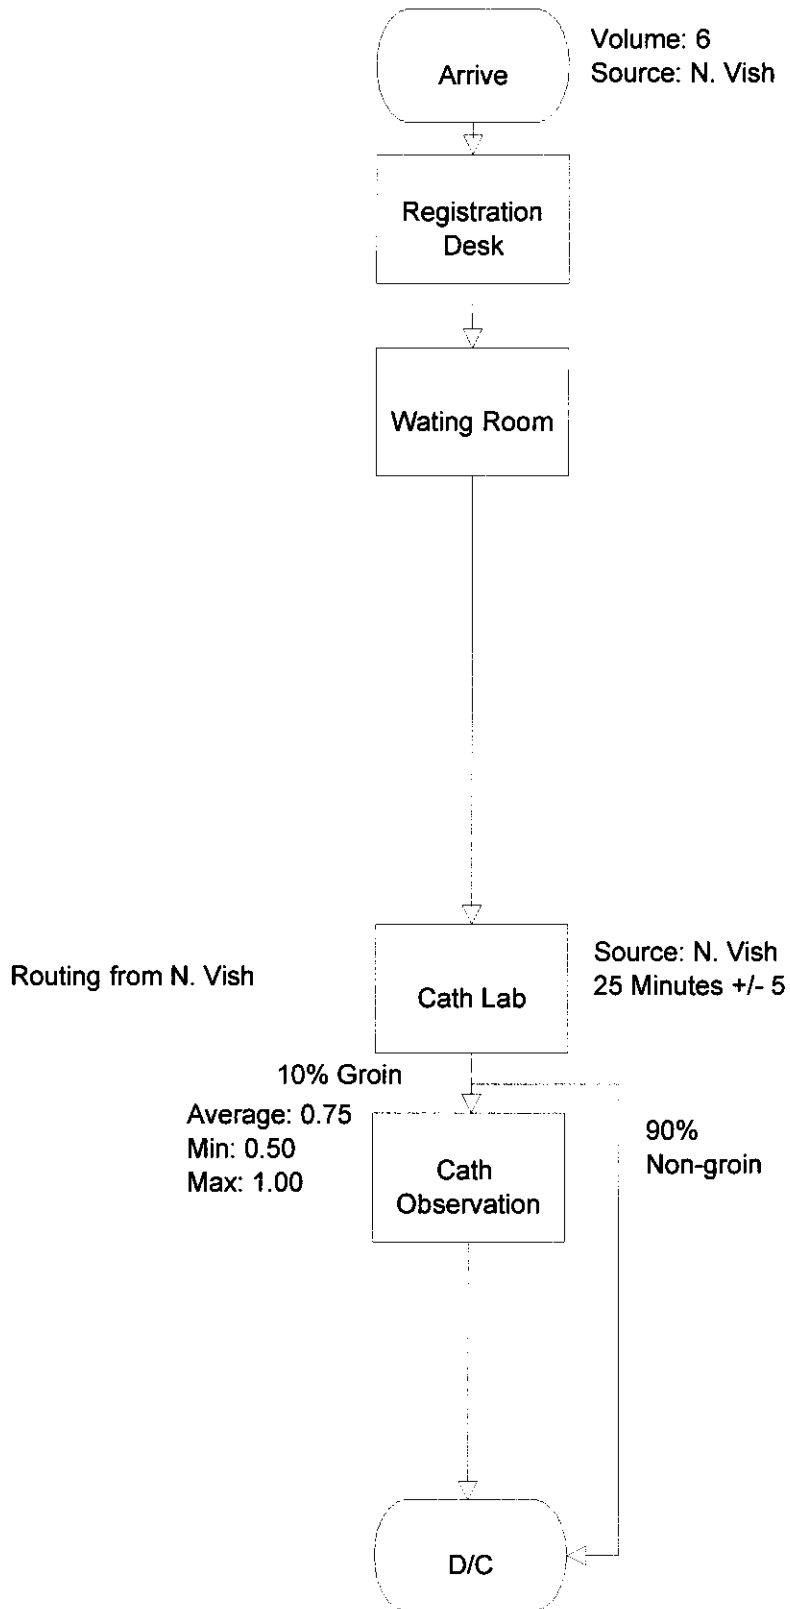 Arrive
Volume: 6
Source: N. Vish
Registration
Desk
Wating Room
Routing from N. Vish
Cath Lab
Source: N. Vish
25 Minutes +/- 5
10% Groin
Average: 0.75
Min: 0.50
Max: 1.00
Cath
Observation
90%
Non-groin
D/C